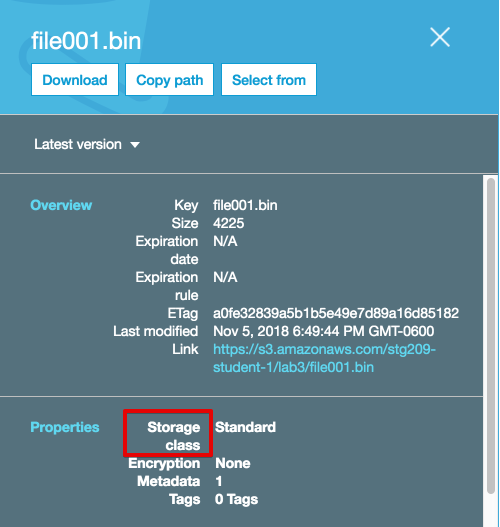 file001.bin
Download Copy path Select from
Latest version
Overview Key file001.bin
Size 4225
Expiration N/A
date
Expiration N/A
rule
ETag a0fe32839a5b1b5e49e7d89a16d85182
Last modified Nov 5, 2018 6:49:44 PM GMT-0600
Link https://s3.amazonaws.com/stg209-
student-1/lab3/file001.bin
Properties Storage Standard
class
Encryption None
Metadata 1
Tags 0 Tags